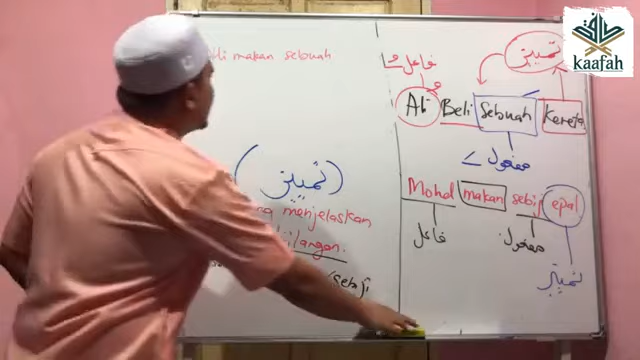 makan sebuah
(تمييز)
menjelaskan
bilangan.
تمييز
فاعل
Ali Beli Sebuah Kereta
مفعول
Mohd makan sebiji epal
فاعل
مفعول
تمييز
kaafah